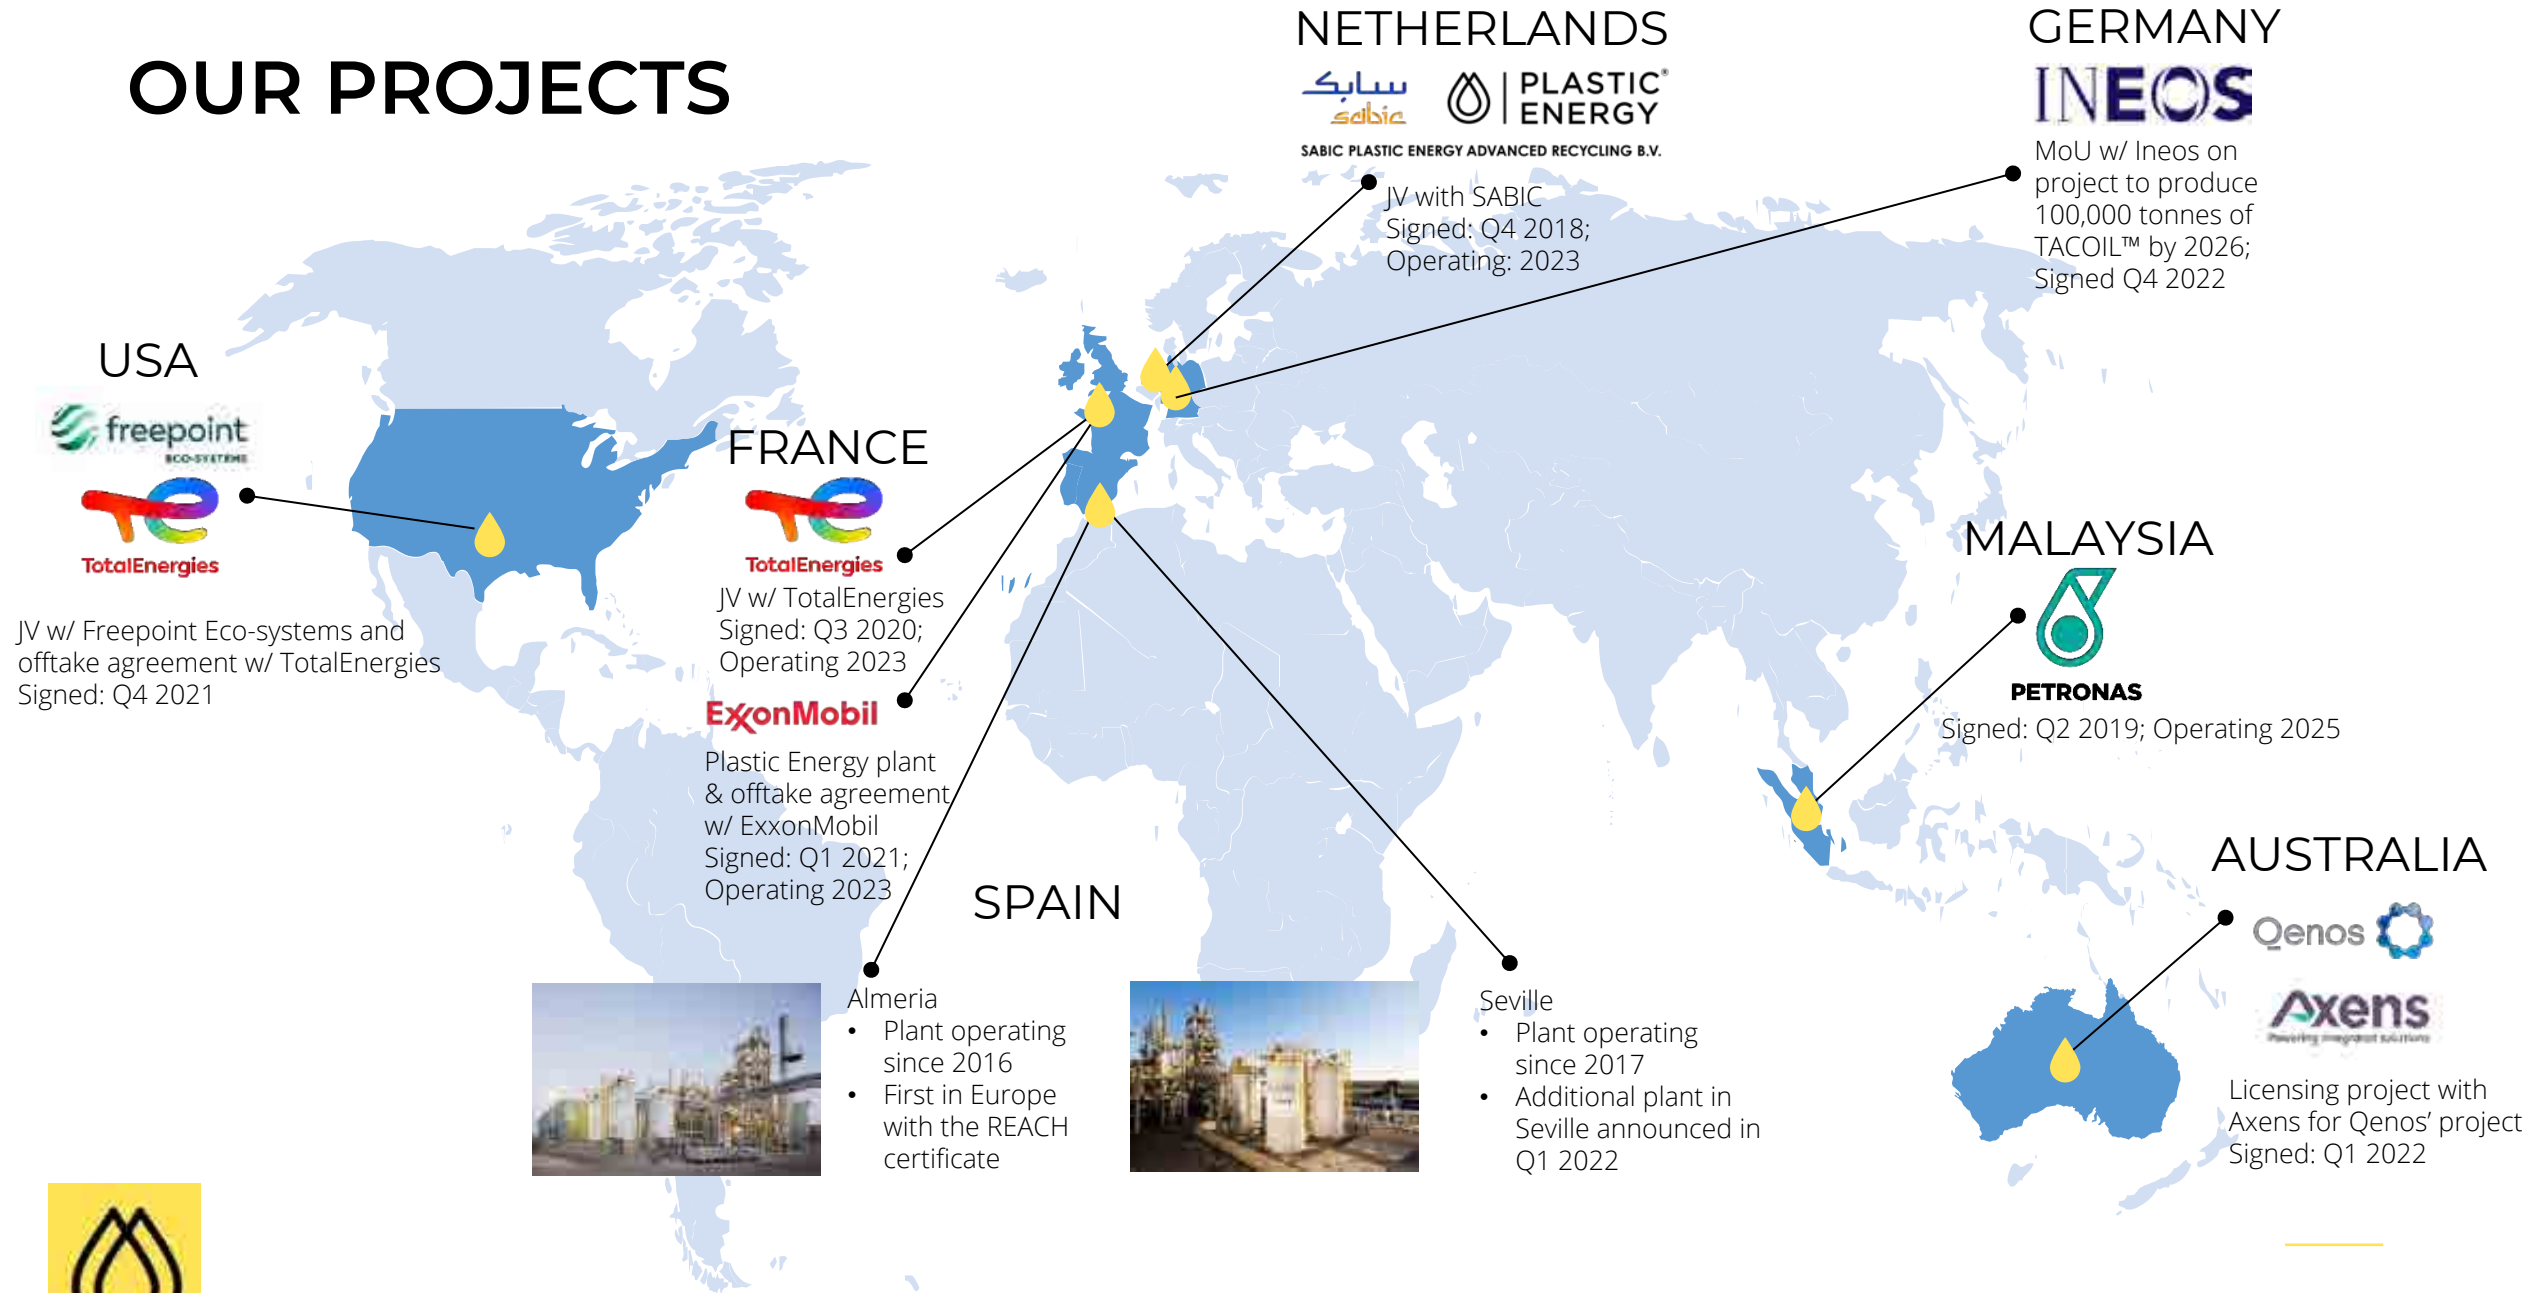 OUR PROJECTS
NETHERLANDS
سابك
sabic
PLASTIC®
ENERGY
SABIC PLASTIC ENERGY ADVANCED RECYCLING B.V.
JV with SABIC
Signed: Q4 2018;
Operating: 2023
GERMANY
INEOS
MoU w/ Ineos on
project to produce
100,000 tonnes of
TACOIL™ by 2026;
Signed Q4 2022
USA
freepoint
ECO-SYSTEMS
TotalEnergies
JV w/ Freepoint Eco-systems and
offtake agreement w/ TotalEnergies
Signed: Q4 2021
FRANCE
TotalEnergies
JV w/ TotalEnergies
Signed: Q3 2020;
Operating 2023
ExxonMobil
Plastic Energy plant
& offtake agreement
w/ ExxonMobil
Signed: Q1 2021;
Operating 2023
SPAIN
Almeria
• Plant operating
since 2016
• First in Europe
with the REACH
certificate
Seville
• Plant operating
since 2017
• Additional plant in
Seville announced in
Q1 2022
MALAYSIA
PETRONAS
Signed: Q2 2019; Operating 2025
AUSTRALIA
Qenos
Axens
Powering integrated solutions
Licensing project with
Axens for Qenos’ project
Signed: Q1 2022